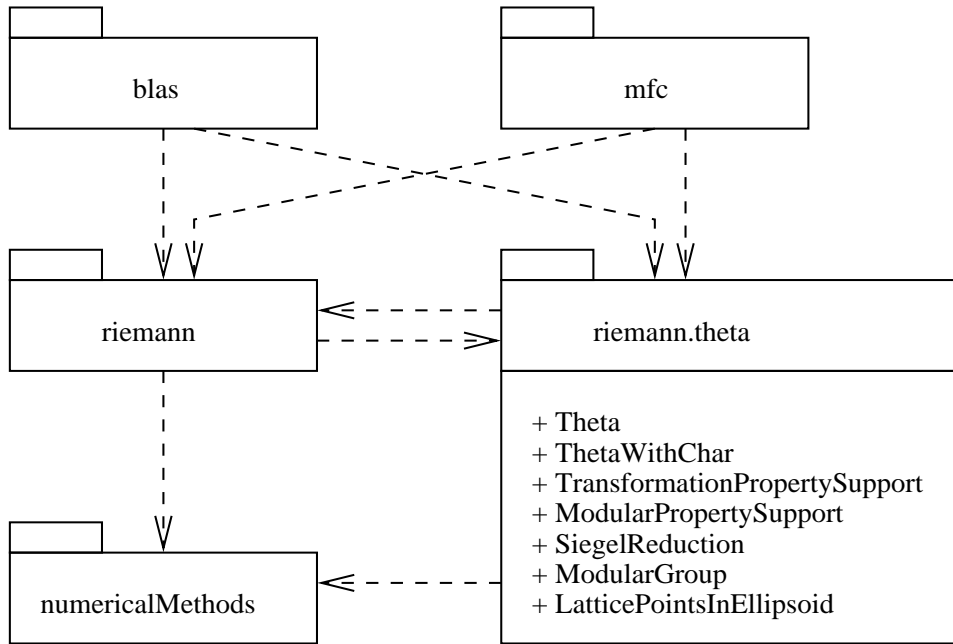 blas
mfc
riemann
riemann.theta
+ Theta
+ ThetaWithChar
+ TransformationPropertySupport
+ ModularPropertySupport
+ SiegelReduction
+ ModularGroup
+ LatticePointsInEllipsoid
numericalMethods